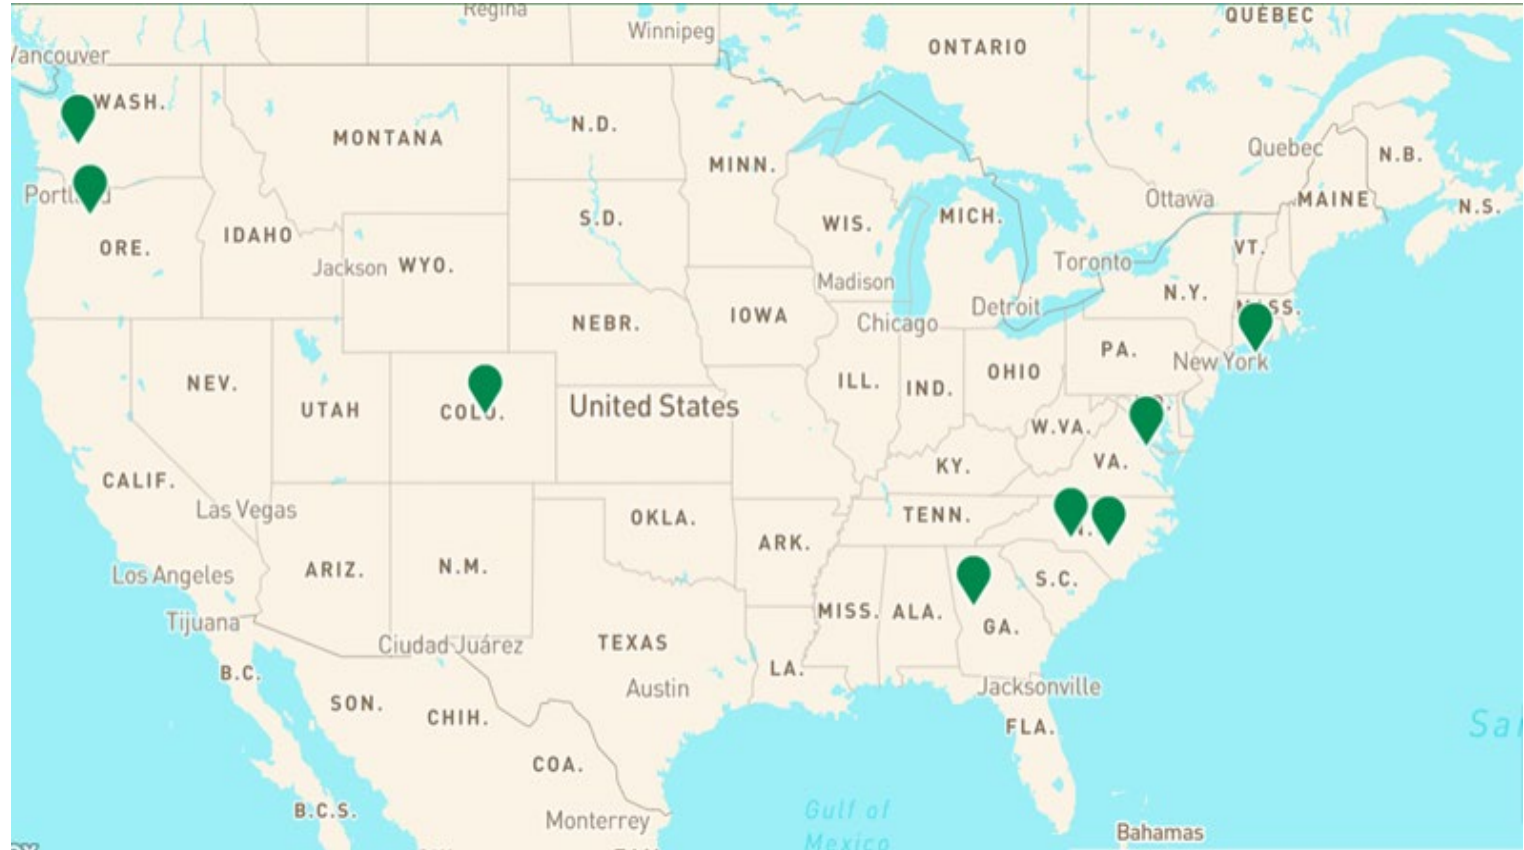 Regina
QUÉBEC
Winnipeg
ONTARIO
Vancouver
WASH.
MONTANA
N.D.
MINN.
Quebec
N.B.
Portland
Ottawa
MAINE
N.S.
ORE.
IDAHO
S.D.
WIS.
MICH.
VT.
Jackson
WYO.
Toronto
Madison
N.Y.
MASS.
Detroit
IOWA
NEBR.
Chicago
PA.
New York
NEV.
UTAH
COLO.
United States
ILL.
IND.
OHIO
W.VA.
VA.
KY.
CALIF.
Las Vegas
OKLA.
TENN.
N.
ARK.
Los Angeles
ARIZ.
N.M.
S.C.
MISS.
ALA.
GA.
Tijuana
Ciudad Juárez
TEXAS
LA.
B.C.
Austin
Jacksonville
SON.
CHIH.
FLA.
COA.
B.C.S.
Monterrey
Gulf of
Mexico
Bahamas